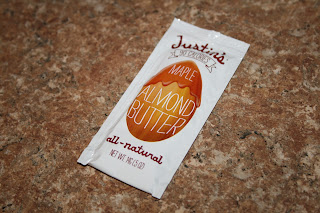 Justin's
MAPLE
ALMOND
BUTTER
all-natural